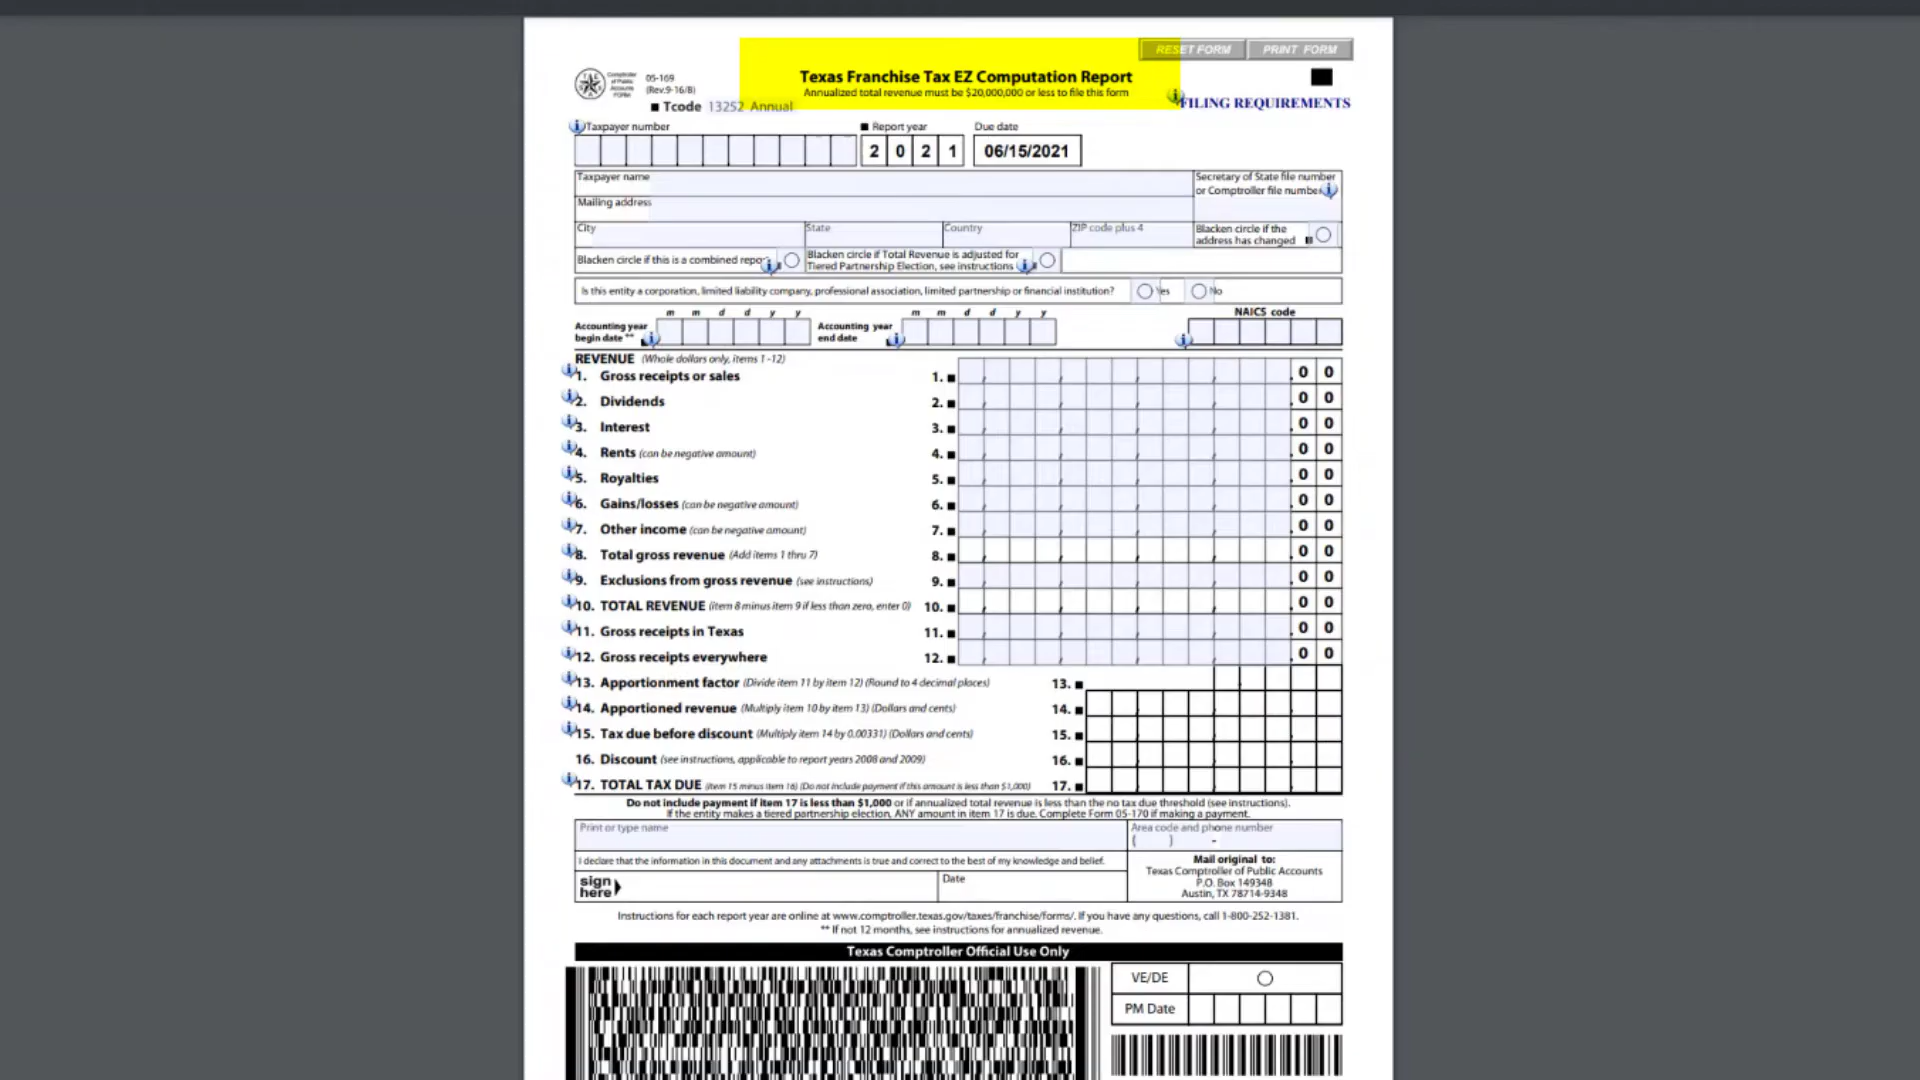 RESET FORM PRINT FORM
Comptroller of Public Accounts FORM
05-169
(Rev.9-16/8)
Texas Franchise Tax EZ Computation Report
Annualized total revenue must be $20,000,000 or less to file this form
■ Tcode 13252 Annual
FILING REQUIREMENTS
Taxpayer number ■ Report year Due date
2 0 2 1 06/15/2021
Taxpayer name
Secretary of State file number
or Comptroller file number
Mailing address
City State Country ZIP code plus 4
Blacken circle if the
address has changed
Blacken circle if this is a combined report
Blacken circle if Total Revenue is adjusted for
Tiered Partnership Election, see instructions
Is this entity a corporation, limited liability company, professional association, limited partnership or financial institution? Yes No
m m d d y y m m d d y y NAICS code
Accounting year
begin date **
Accounting year
end date
REVENUE (Whole dollars only, items 1-12)
1. Gross receipts or sales 1. ■ .0 0
2. Dividends 2. ■ .0 0
3. Interest 3. ■ .0 0
4. Rents (can be negative amount) 4. ■ .0 0
5. Royalties 5. ■ .0 0
6. Gains/losses (can be negative amount) 6. ■ .0 0
7. Other income (can be negative amount) 7. ■ .0 0
8. Total gross revenue (Add items 1 thru 7) 8. ■ .0 0
9. Exclusions from gross revenue (see instructions) 9. ■ .0 0
10. TOTAL REVENUE (item 8 minus item 9 if less than zero, enter 0) 10. ■ .0 0
11. Gross receipts in Texas 11. ■ .0 0
12. Gross receipts everywhere 12. ■ .0 0
13. Apportionment factor (Divide item 11 by item 12) (Round to 4 decimal places) 13. ■
14. Apportioned revenue (Multiply item 10 by item 13) (Dollars and cents) 14. ■
15. Tax due before discount (Multiply item 14 by 0.00331) (Dollars and cents) 15. ■
16. Discount (see instructions, applicable to report years 2008 and 2009) 16. ■
17. TOTAL TAX DUE (item 15 minus item 16) (Do not include payment if this amount is less than $1,000) 17. ■
Do not include payment if item 17 is less than $1,000 or if annualized total revenue is less than the no tax due threshold (see instructions).
If the entity makes a tiered partnership election, ANY amount in item 17 is due. Complete Form 05-170 if making a payment.
Print or type name Area code and phone number
( ) -
I declare that the information in this document and any attachments is true and correct to the best of my knowledge and belief.
Mail original to:
Texas Comptroller of Public Accounts
P.O. Box 149348
Austin, TX 78714-9348
sign
here
Date
Instructions for each report year are online at www.comptroller.texas.gov/taxes/franchise/forms/. If you have any questions, call 1-800-252-1381.
** If not 12 months, see instructions for annualized revenue.
Texas Comptroller Official Use Only
VE/DE
PM Date